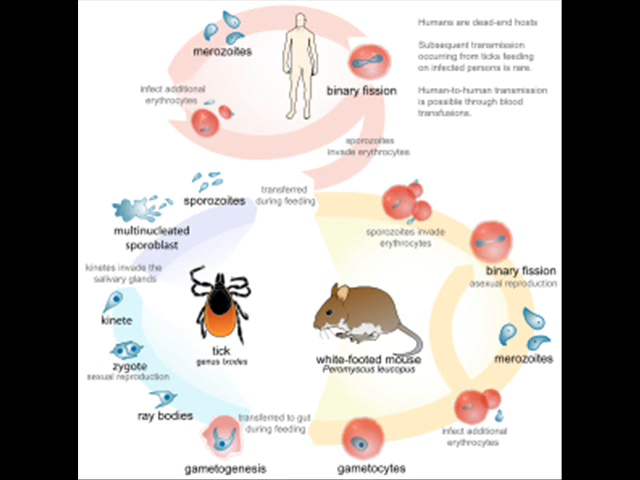 merozoites
Humans are dead-end hosts
Subsequent transmission
occurring from ticks feeding
on infected persons is rare.
Human-to-human transmission
is possible through blood
transfusions.
binary fission
infect additional
erythrocytes
sporozoites
invade erythrocytes
sporozoites
transferred
during feeding
multinucleated
sporoblast
sporozoites invade
erythrocytes
kinetes invade the
salivary glands
binary fission
asexual reproduction
kinete
tick
genus Ixodes
white-footed mouse
Peromyscus leucopus
merozoites
zygote
sexual reproduction
ray bodies
transferred to gut
during feeding
infect additional
erythrocytes
gametogenesis
gametocytes